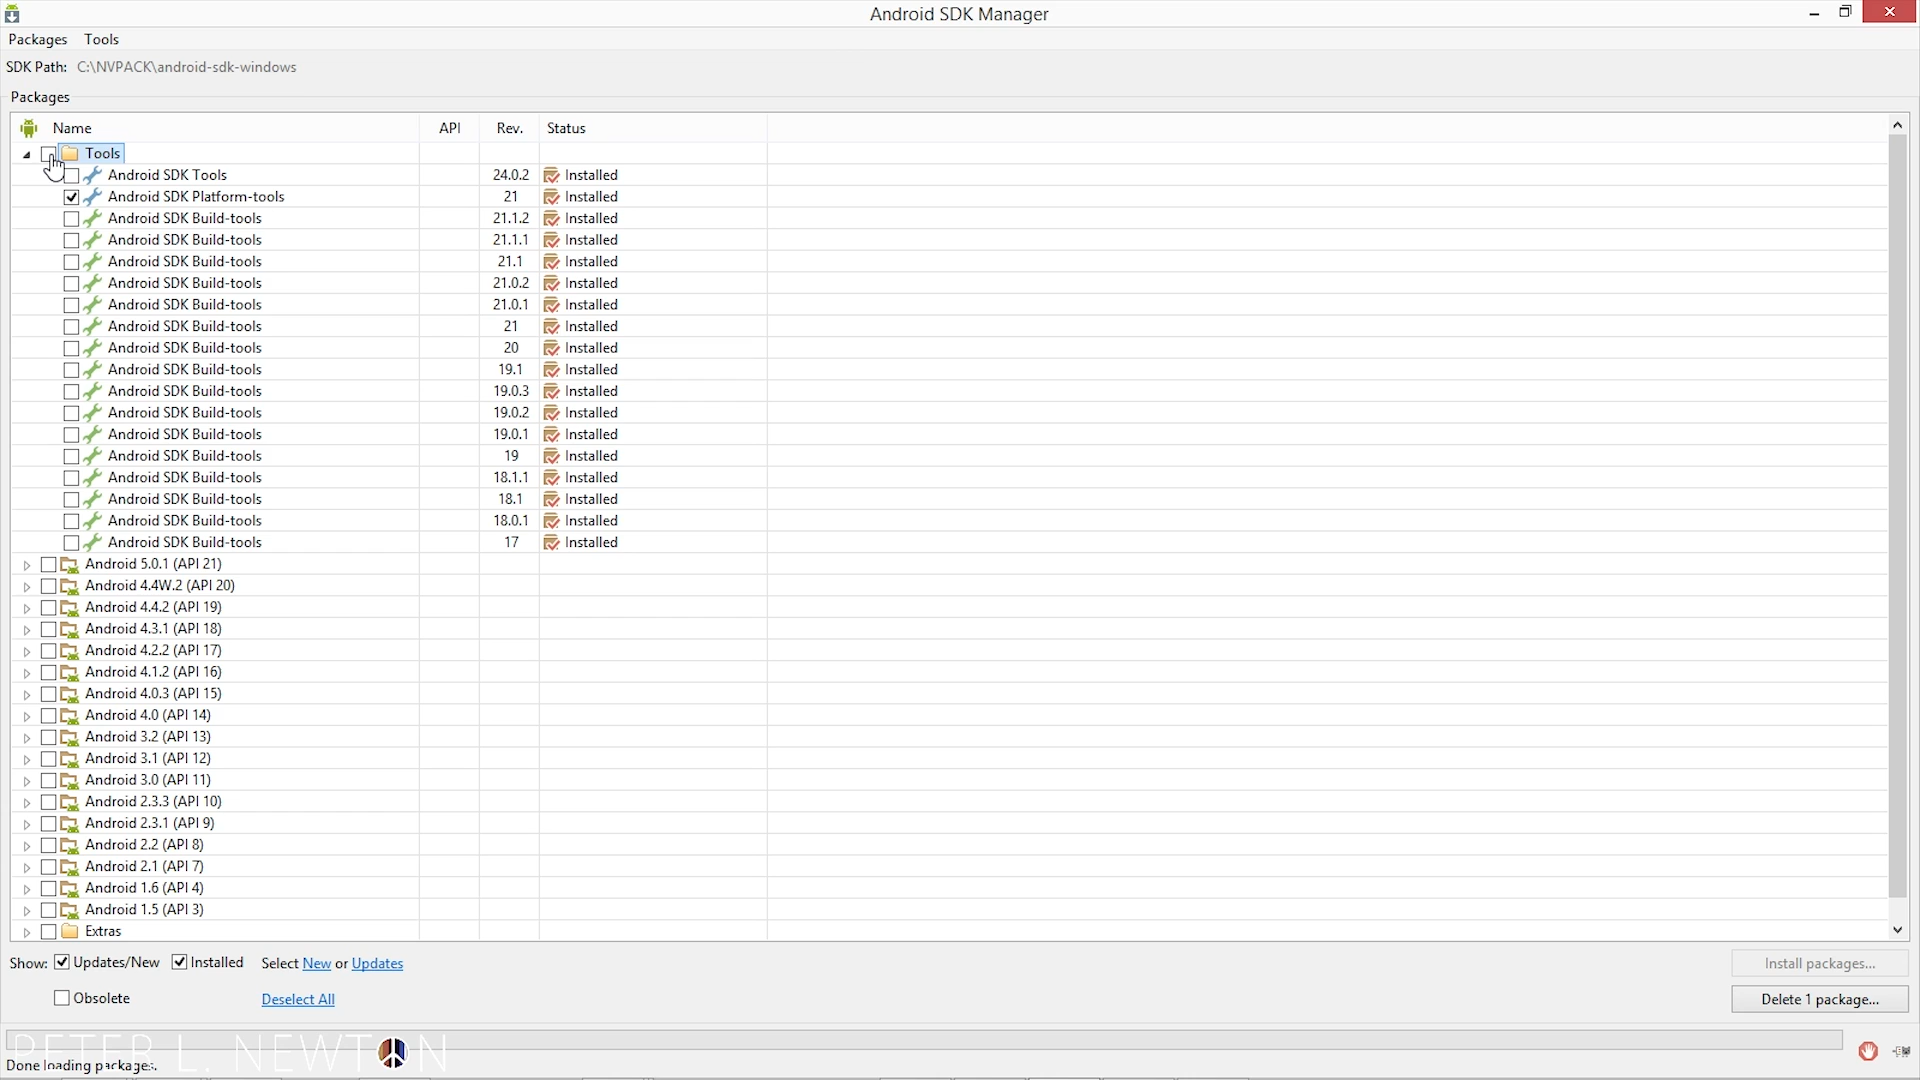 Android SDK Manager
Packages Tools
SDK Path: C:\NVPACK\android-sdk-windows
Packages
Name API Rev. Status
Tools
Android SDK Tools 24.0.2 Installed
Android SDK Platform-tools 21 Installed
Android SDK Build-tools 21.1.2 Installed
Android SDK Build-tools 21.1.1 Installed
Android SDK Build-tools 21.1 Installed
Android SDK Build-tools 21.0.2 Installed
Android SDK Build-tools 21.0.1 Installed
Android SDK Build-tools 21 Installed
Android SDK Build-tools 20 Installed
Android SDK Build-tools 19.1 Installed
Android SDK Build-tools 19.0.3 Installed
Android SDK Build-tools 19.0.2 Installed
Android SDK Build-tools 19.0.1 Installed
Android SDK Build-tools 19 Installed
Android SDK Build-tools 18.1.1 Installed
Android SDK Build-tools 18.1 Installed
Android SDK Build-tools 18.0.1 Installed
Android SDK Build-tools 17 Installed
Android 5.0.1 (API 21)
Android 4.4W.2 (API 20)
Android 4.4.2 (API 19)
Android 4.3.1 (API 18)
Android 4.2.2 (API 17)
Android 4.1.2 (API 16)
Android 4.0.3 (API 15)
Android 4.0 (API 14)
Android 3.2 (API 13)
Android 3.1 (API 12)
Android 3.0 (API 11)
Android 2.3.3 (API 10)
Android 2.3.1 (API 9)
Android 2.2 (API 8)
Android 2.1 (API 7)
Android 1.6 (API 4)
Android 1.5 (API 3)
Extras
Show: Updates/New Installed Select New or Updates Install packages...
Obsolete Deselect All Delete 1 package...
PETER L. NEWTON
Done loading packages.